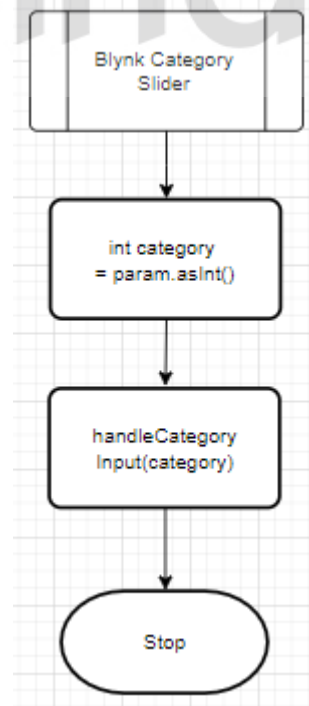 Blynk Category
Slider
int category
= param.asInt()
handleCategory
Input(category)
Stop